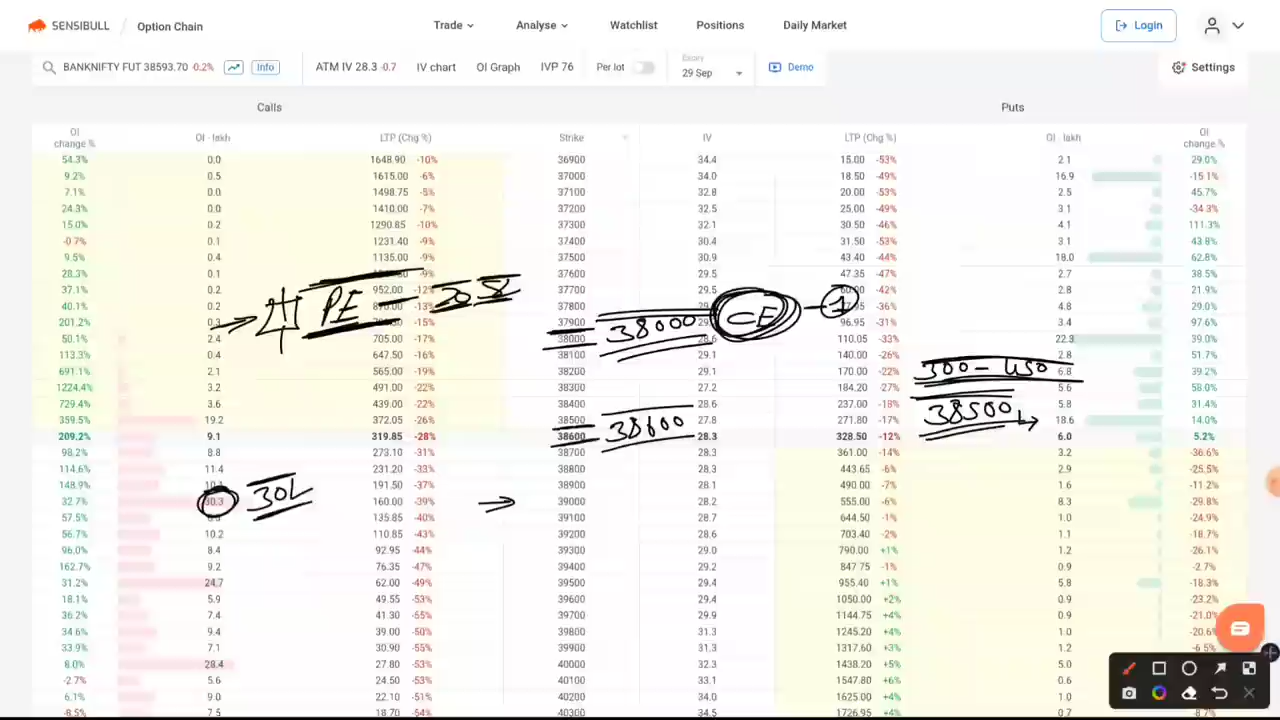 SENSIBULL / Option Chain Trade Analyse Watchlist Positions Daily Market Login
BANKNIFTY FUT 38593.70 -0.2% Info ATM IV 28.3 -0.7 IV chart OI Graph IVP 76 Per lot Expiry 29 Sep Demo Settings
Calls Puts
OI change % OI - lakh LTP (Chg %) Strike IV LTP (Chg %) OI - lakh OI change %
54.3% 0.0 1648.90 -10% 36900 34.4 15.00 -53% 2.1 29.0%
9.2% 0.5 1615.00 -6% 37000 34.0 18.50 -49% 16.9 -15.1%
7.1% 0.0 1498.75 -5% 37100 32.8 20.00 -53% 2.5 45.7%
24.3% 0.0 1410.00 -7% 37200 32.5 25.00 -49% 3.1 -34.3%
15.0% 0.2 1290.85 -10% 37300 32.1 30.50 -46% 4.1 111.3%
-0.7% 0.1 1231.40 -9% 37400 30.4 31.50 -53% 3.1 43.8%
9.5% 0.4 1135.00 -9% 37500 30.9 43.40 -44% 18.0 62.8%
28.3% 0.1 -9% 37600 29.5 47.35 -47% 2.7 38.5%
37.1% 0.2 952.00 -12% 37700 29.5 -42% 2.8 21.9%
40.1% 0.2 -13% 37800 -36% 4.8 29.0%
201.2% 0.3 -15% 37900 96.95 -31% 3.4 97.6%
50.1% 2.4 705.00 -17% 38000 28.6 110.05 -33% 22.3 39.0%
113.3% 0.4 647.50 -16% 38100 29.1 140.00 -26% 2.8 51.7%
691.1% 2.1 565.00 -19% 38200 29.1 170.00 -22% 6.8 39.2%
1224.4% 3.2 491.00 -22% 38300 27.2 184.20 -27% 5.6 58.0%
729.4% 3.6 439.00 -22% 38400 28.6 237.00 -18% 5.8 31.4%
359.5% 19.2 372.05 -26% 38500 27.8 271.80 -17% 18.6 14.0%
209.2% 9.1 319.85 -28% 38600 28.3 328.50 -12% 6.0 5.2%
98.2% 8.8 273.10 -31% 38700 28.3 361.00 -14% 3.2 -36.6%
114.6% 11.4 231.20 -33% 38800 28.3 443.65 -6% 2.9 -25.5%
148.9% 10.1 191.50 -37% 38900 28.1 490.00 -7% 1.6 -11.2%
32.7% 30.3 160.00 -39% 39000 28.2 555.00 -6% 8.3 -29.8%
57.5% 135.85 -40% 39100 28.7 644.50 -1% 1.0 -24.9%
56.7% 10.2 110.85 -43% 39200 28.6 703.40 -2% 1.1 -18.7%
96.0% 8.4 92.95 -44% 39300 29.0 790.00 +1% 1.2 -26.1%
162.7% 9.2 76.35 -47% 39400 29.2 847.75 -1% 0.9 -2.7%
31.2% 24.7 62.00 -49% 39500 29.4 955.40 +1% 5.8 -18.3%
18.1% 5.9 49.55 -53% 39600 29.4 1050.00 +2% 0.9 -23.2%
36.2% 7.4 41.30 -55% 39700 29.9 1144.75 +4% 0.9 -21.0%
34.6% 9.4 39.00 -50% 39800 31.3 1245.20 +4% 1.0 -20.6%
33.9% 7.1 30.90 -55% 39900 31.3 1317.60 +3% 1.2 -6.5%
8.0% 28.4 27.80 -53% 40000 32.3 1438.20 +5% 5.0
-2.7% 5.6 24.50 -53% 40100 33.1 1547.80 +6% 0.6
6.1% 9.0 22.10 -51% 40200 34.0 1625.00 +4% 1.0
-8.5% 7.5 18.70 -54% 40300 34.5 1726.95 +4% 0.7 -8.7%
PE
38000 CE - 1
300 - 450
38500
38600
30L